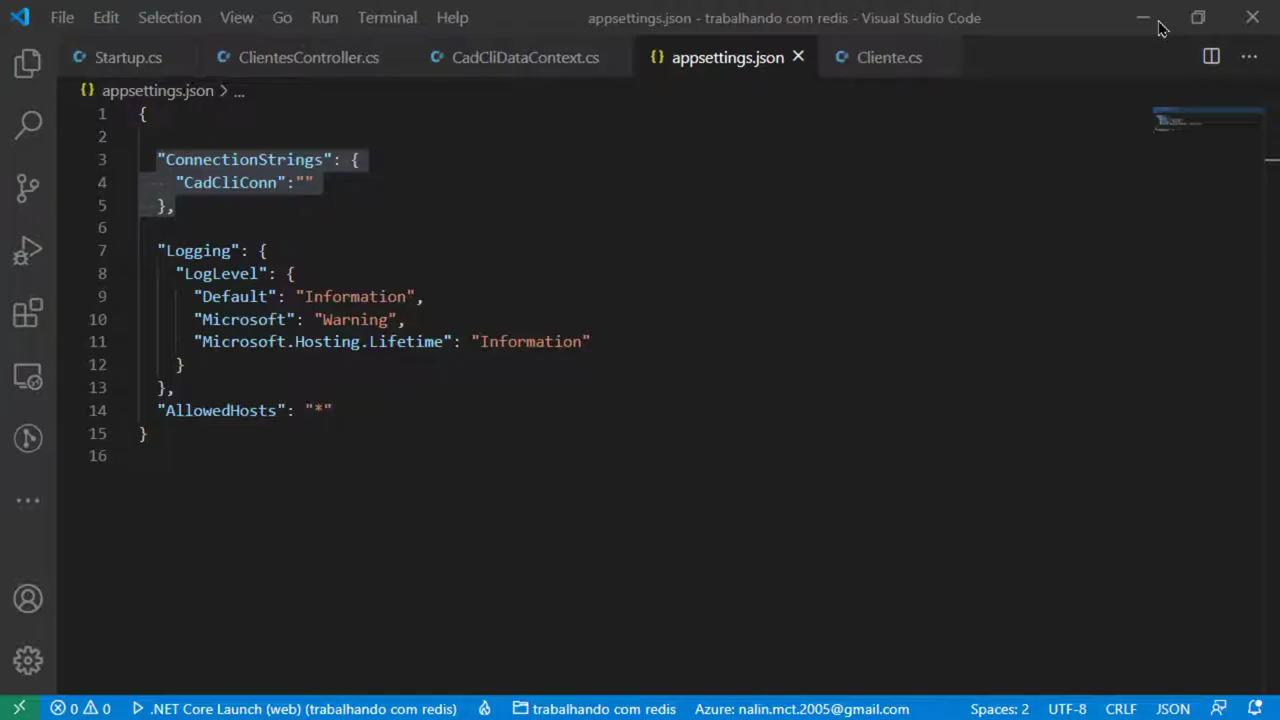 File Edit Selection View Go Run Terminal Help appsettings.json - trabalhando com redis - Visual Studio Code
Startup.cs ClientesController.cs CadCliDataContext.cs {} appsettings.json Cliente.cs
{} appsettings.json > ...
1 {
2
3 "ConnectionStrings": {
4 "CadCliConn":""
5 },
6
7 "Logging": {
8 "LogLevel": {
9 "Default": "Information",
10 "Microsoft": "Warning",
11 "Microsoft.Hosting.Lifetime": "Information"
12 }
13 },
14 "AllowedHosts": "*"
15 }
16
0 0 .NET Core Launch (web) (trabalhando com redis) trabalhando com redis Azure: nalin.mct.2005@gmail.com Spaces: 2 UTF-8 CRLF JSON